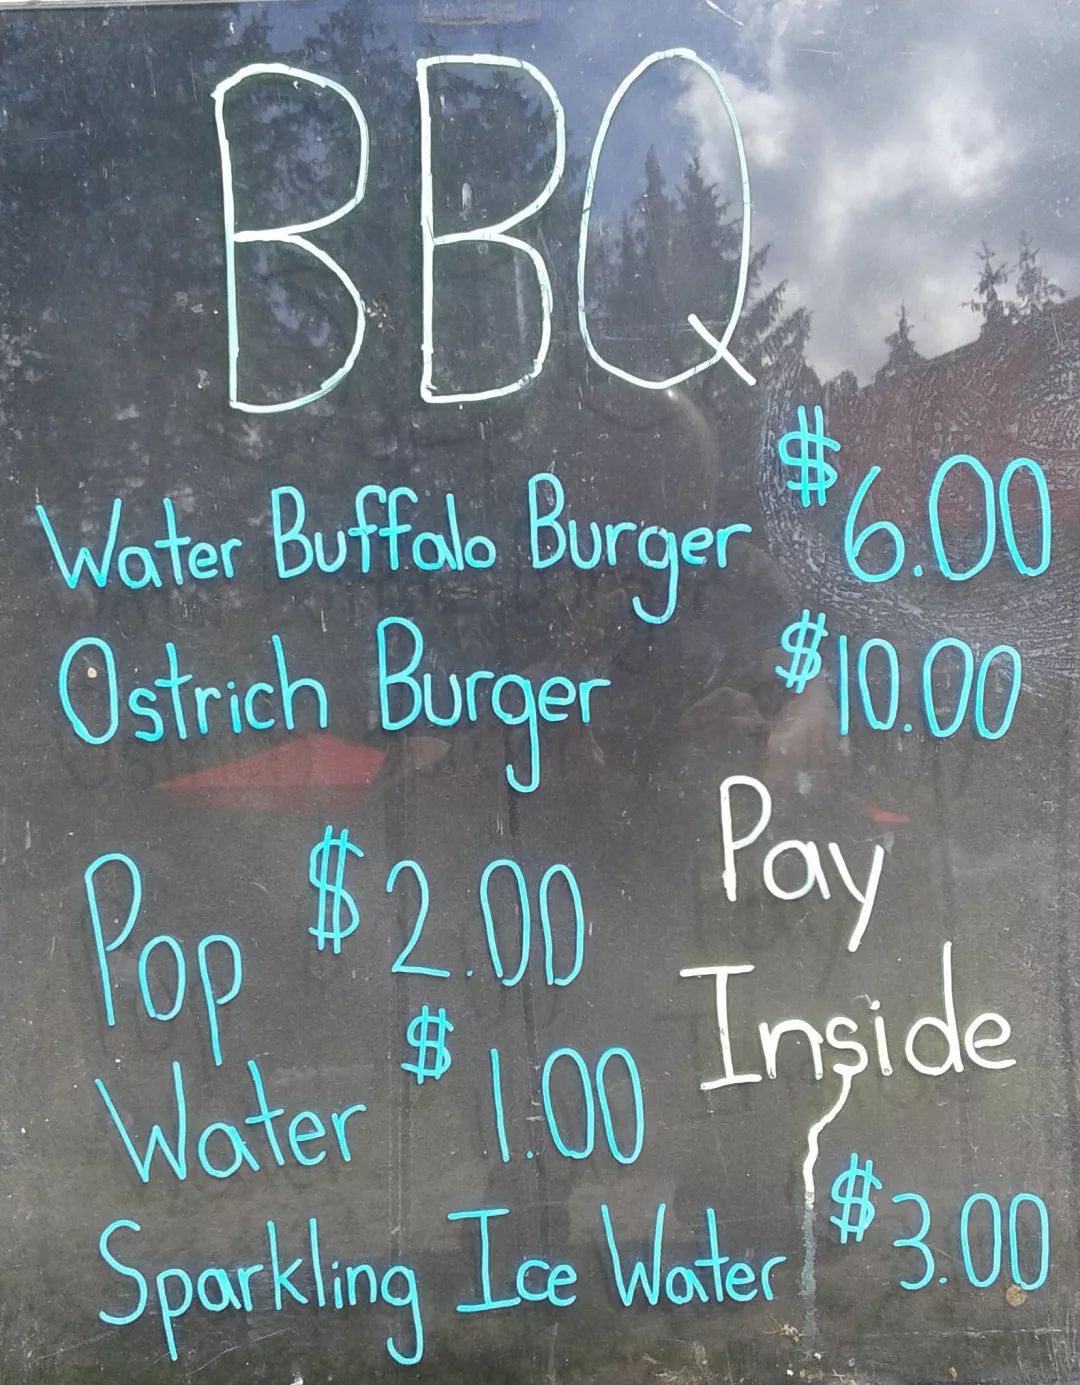 BBQ
Water Buffalo Burger $6.00
Ostrich Burger $10.00
Pop $2.00
Pay
Inside
Water $1.00
Sparkling Ice Water $3.00